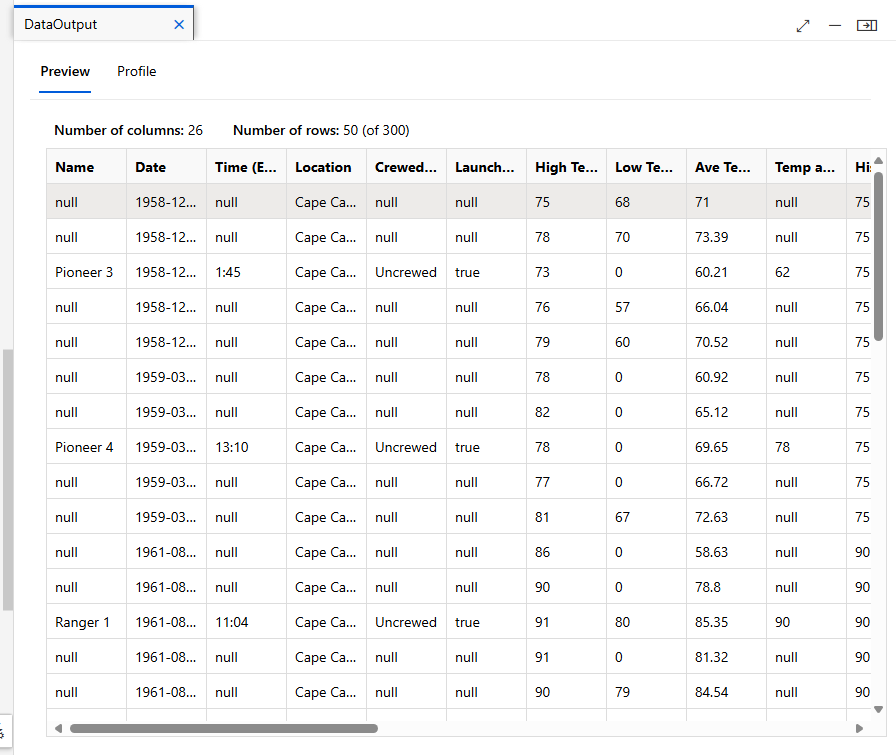 DataOutput
Preview Profile
Number of columns: 26 Number of rows: 50 (of 300)
Name Date Time (E... Location Crewed... Launch... High Te... Low Te... Ave Te... Temp a... Hi
null 1958-12... null Cape Ca... null null 75 68 71 null 75
null 1958-12... null Cape Ca... null null 78 70 73.39 null 75
Pioneer 3 1958-12... 1:45 Cape Ca... Uncrewed true 73 0 60.21 62 75
null 1958-12... null Cape Ca... null null 76 57 66.04 null 75
null 1958-12... null Cape Ca... null null 79 60 70.52 null 75
null 1959-03... null Cape Ca... null null 78 0 60.92 null 75
null 1959-03... null Cape Ca... null null 82 0 65.12 null 75
Pioneer 4 1959-03... 13:10 Cape Ca... Uncrewed true 78 0 69.65 78 75
null 1959-03... null Cape Ca... null null 77 0 66.72 null 75
null 1959-03... null Cape Ca... null null 81 67 72.63 null 75
null 1961-08... null Cape Ca... null null 86 0 58.63 null 90
null 1961-08... null Cape Ca... null null 90 0 78.8 null 90
Ranger 1 1961-08... 11:04 Cape Ca... Uncrewed true 91 80 85.35 90 90
null 1961-08... null Cape Ca... null null 91 0 81.32 null 90
null 1961-08... null Cape Ca... null null 90 79 84.54 null 90